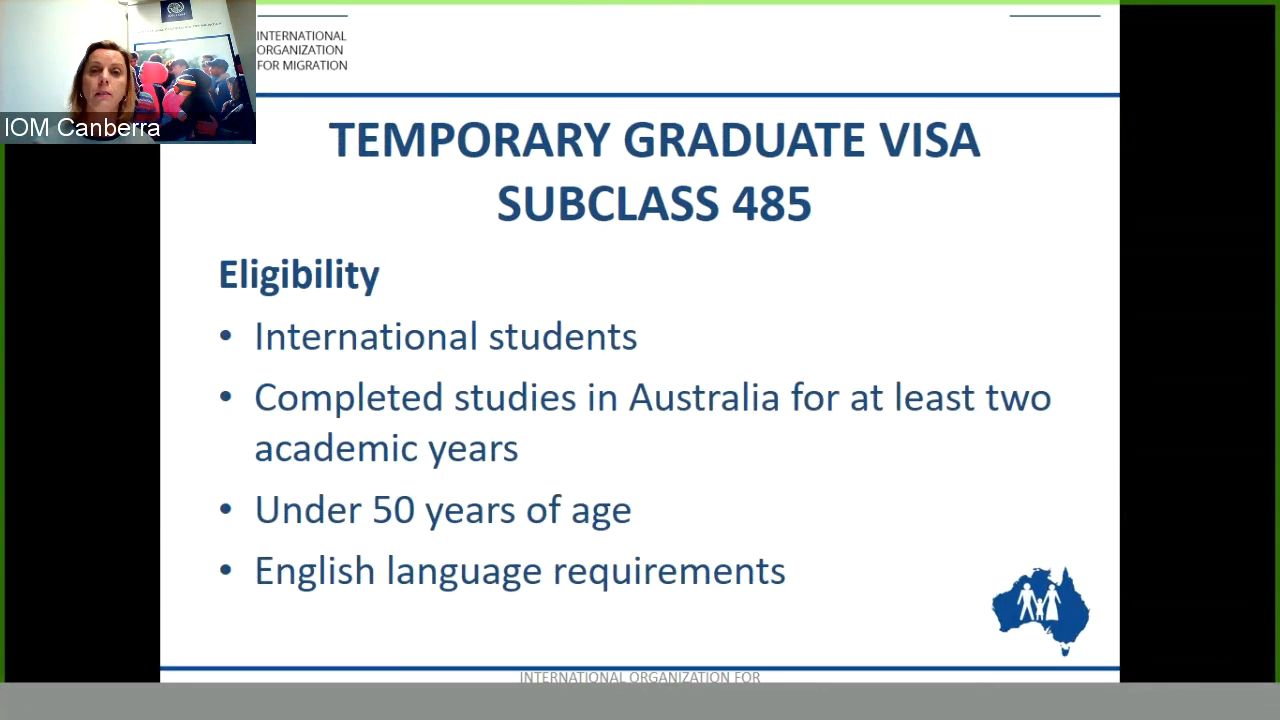 INTERNATIONAL
ORGANIZATION
FOR MIGRATION
IOM Canberra
TEMPORARY GRADUATE VISA
SUBCLASS 485
Eligibility
• International students
• Completed studies in Australia for at least two
academic years
• Under 50 years of age
• English language requirements
INTERNATIONAL ORGANIZATION FOR